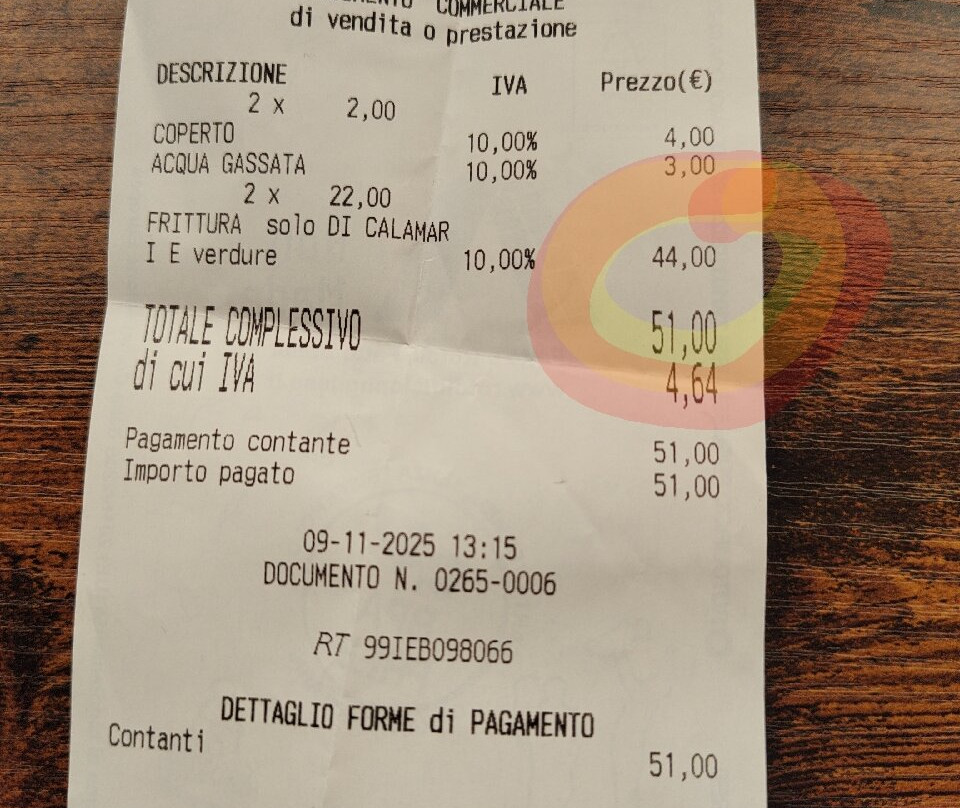 COMMERCIALE
di vendita o prestazione
DESCRIZIONE IVA Prezzo(€)
2 x 2,00
COPERTO 10,00% 4,00
ACQUA GASSATA 10,00% 3,00
2 x 22,00
FRITTURA solo DI CALAMAR
I E verdure 10,00% 44,00
TOTALE COMPLESSIVO 51,00
di cui IVA 4,64
Pagamento contante 51,00
Importo pagato 51,00
09-11-2025 13:15
DOCUMENTO N. 0265-0006
RT 99IEB098066
DETTAGLIO FORME di PAGAMENTO
Contanti 51,00